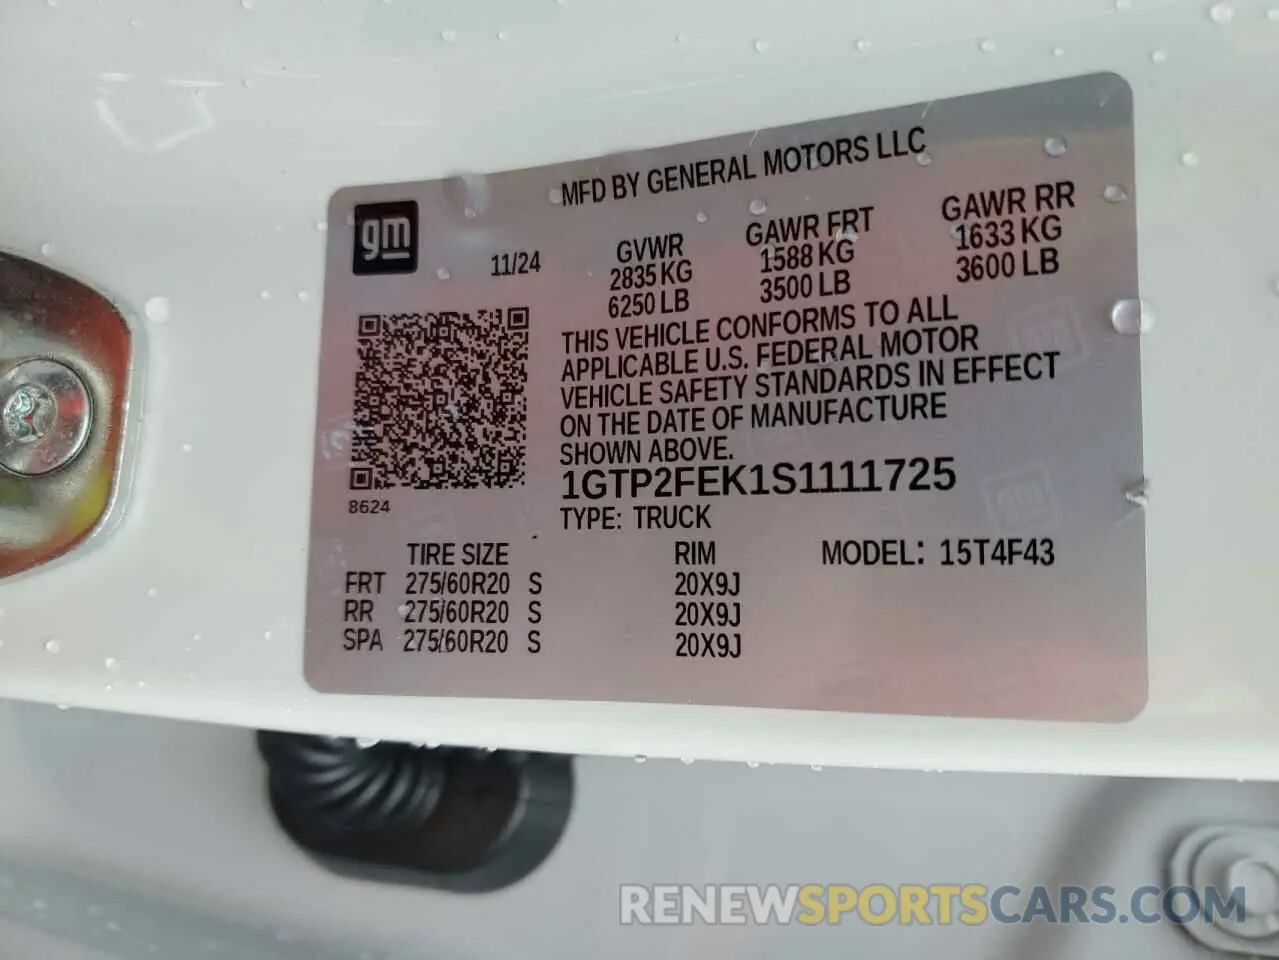 MFD BY GENERAL MOTORS LLC
gm
11/24
GVWR
2835 KG
6250 LB
GAWR FRT
1588 KG
3500 LB
GAWR RR
1633 KG
3600 LB
THIS VEHICLE CONFORMS TO ALL
APPLICABLE U.S. FEDERAL MOTOR
VEHICLE SAFETY STANDARDS IN EFFECT
ON THE DATE OF MANUFACTURE
SHOWN ABOVE.
1GTP2FEK1S1111725
8624
TYPE: TRUCK
TIRE SIZE RIM MODEL: 15T4F43
FRT 275/60R20 S 20X9J
RR 275/60R20 S 20X9J
SPA 275/60R20 S 20X9J
RENEWSPORTSCARS.COM